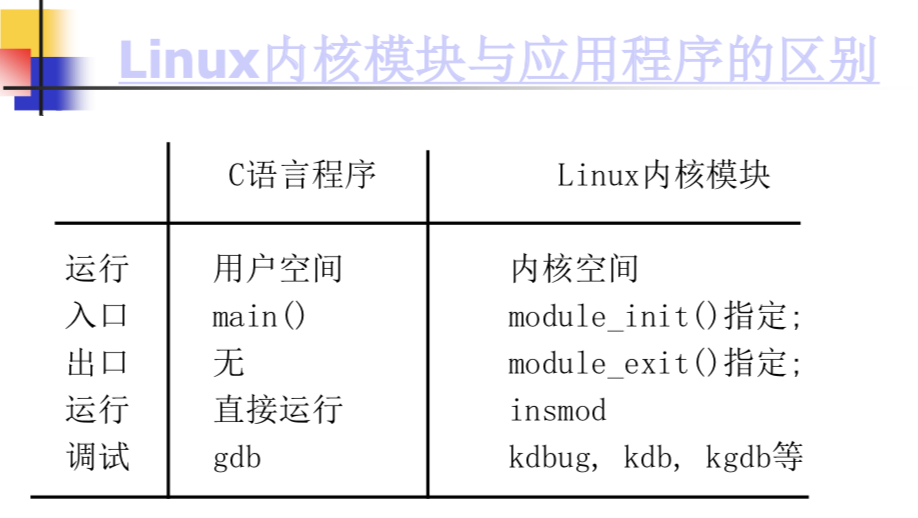 Linux内核模块与应用程序的区别
C语言程序 Linux内核模块
运行 用户空间 内核空间
入口 main() module_init()指定;
出口 无 module_exit()指定;
运行 直接运行 insmod
调试 gdb kdbug, kdb, kgdb等